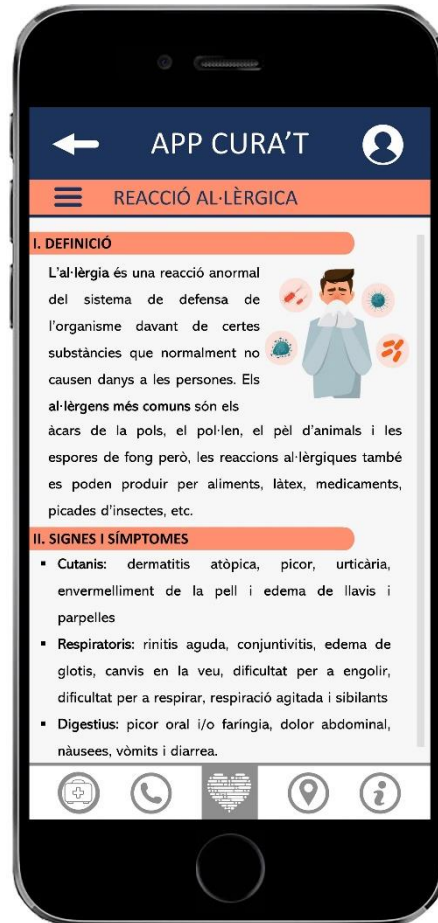 APP CURA'T
REACCIÓ AL·LÈRGICA
I. DEFINICIÓ
L'al·lèrgia és una reacció anormal
del sistema de defensa de
l'organisme davant de certes
substàncies que normalment no
causen danys a les persones. Els
al·lèrgens més comuns són els
àcars de la pols, el pol·len, el pèl d'animals i les
espores de fong però, les reaccions al·lèrgiques també
es poden produir per aliments, làtex, medicaments,
picades d'insectes, etc.
II. SIGNES I SÍMPTOMES
▪ Cutanis: dermatitis atòpica, picor, urticària,
envermelliment de la pell i edema de llavis i
parpelles
▪ Respiratoris: rinitis aguda, conjuntivitis, edema de
glotis, canvis en la veu, dificultat per a engolir,
dificultat per a respirar, respiració agitada i sibilants
▪ Digestius: picor oral i/o faríngia, dolor abdominal,
nàusees, vòmits i diarrea.